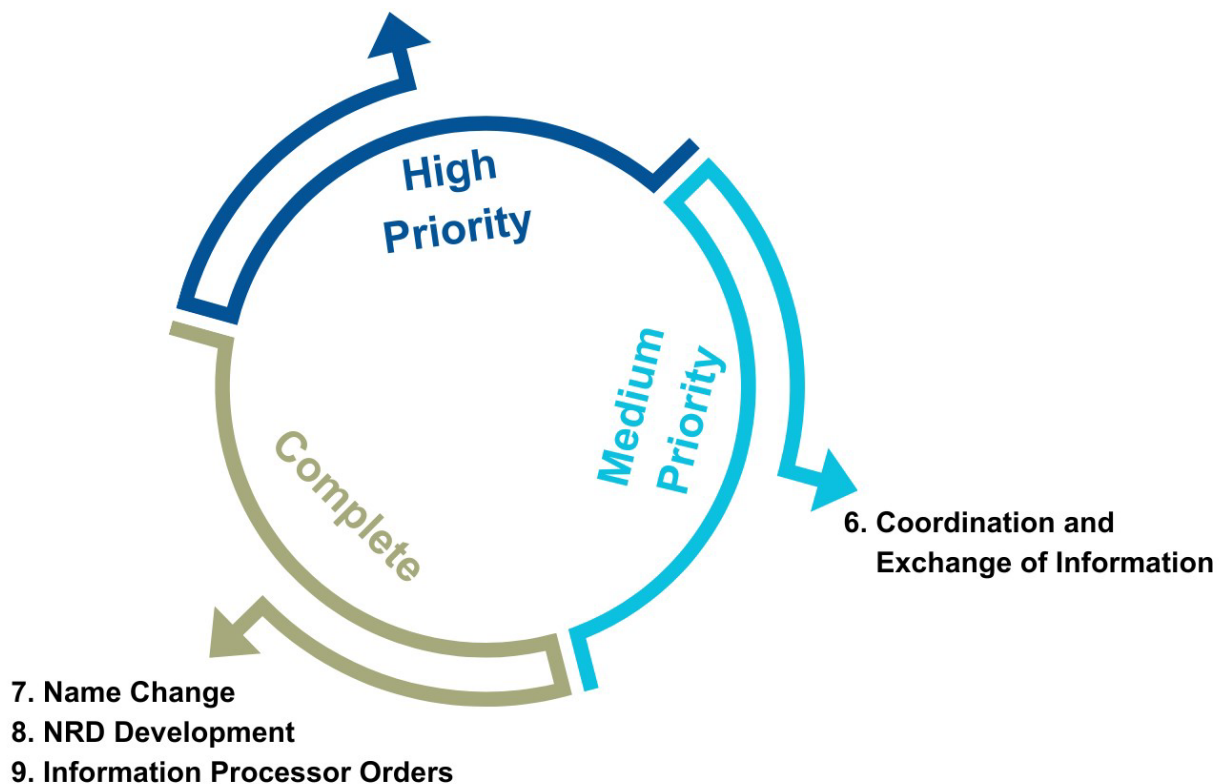 High
Priority
Medium
Priority
Complete
6. Coordination and
Exchange of Information
7. Name Change
8. NRD Development
9. Information Processor Orders